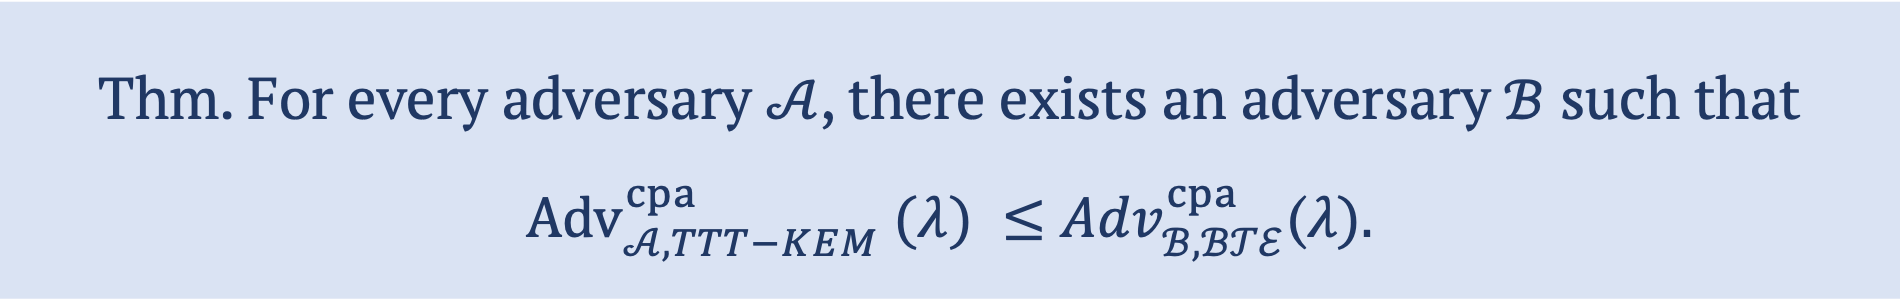 Thm. For every adversary 𝒜, there exists an adversary ℬ such that
Adv^{cpa}_{𝒜,TTT−KEM} (λ) ≤ Adv^{cpa}_{ℬ,ℬ𝒯ℰ}(λ).